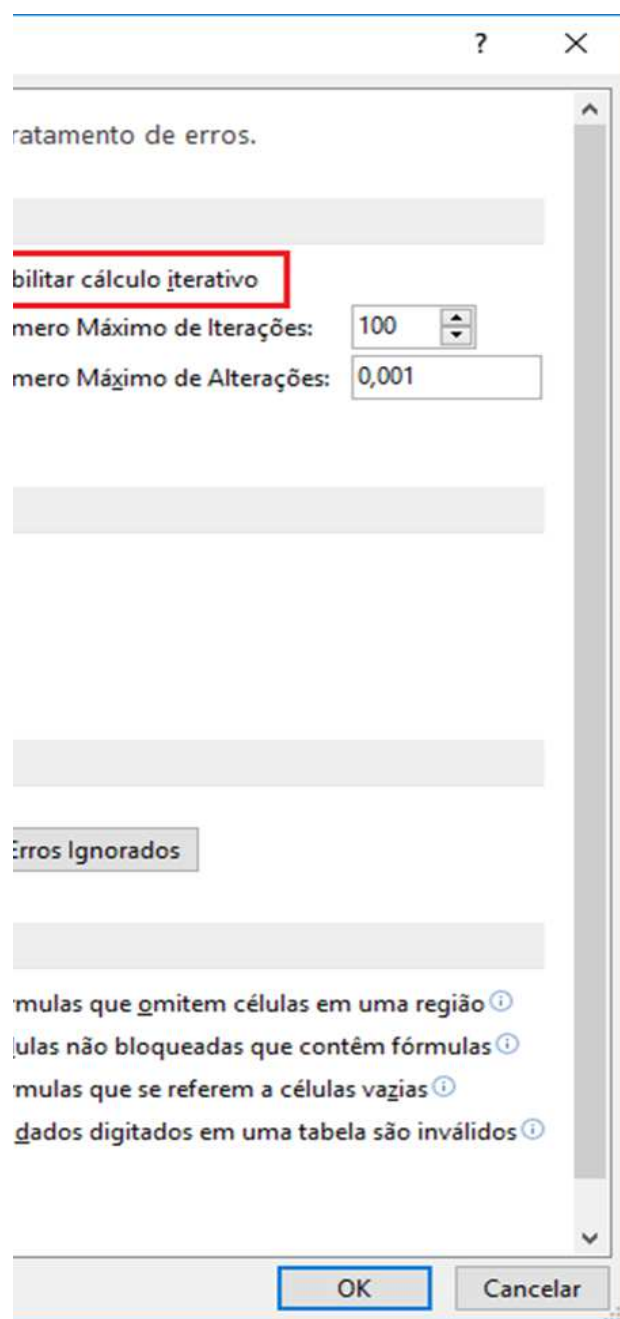 ?
ratamento de erros.
bilitar cálculo iterativo
mero Máximo de Iterações: 100
mero Máximo de Alterações: 0,001
Erros Ignorados
rmulas que omitem células em uma região
lulas não bloqueadas que contêm fórmulas
rmulas que se referem a células vazias
dados digitados em uma tabela são inválidos
OK Cancelar